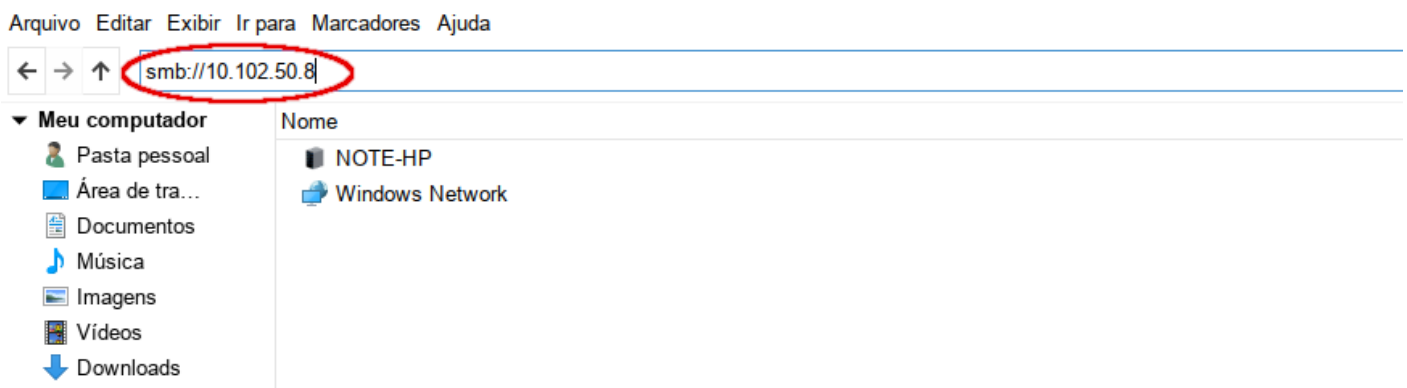 Arquivo Editar Exibir Ir para Marcadores Ajuda
smb://10.102.50.8
Meu computador
Nome
Pasta pessoal
NOTE-HP
Área de tra...
Windows Network
Documentos
Música
Imagens
Vídeos
Downloads